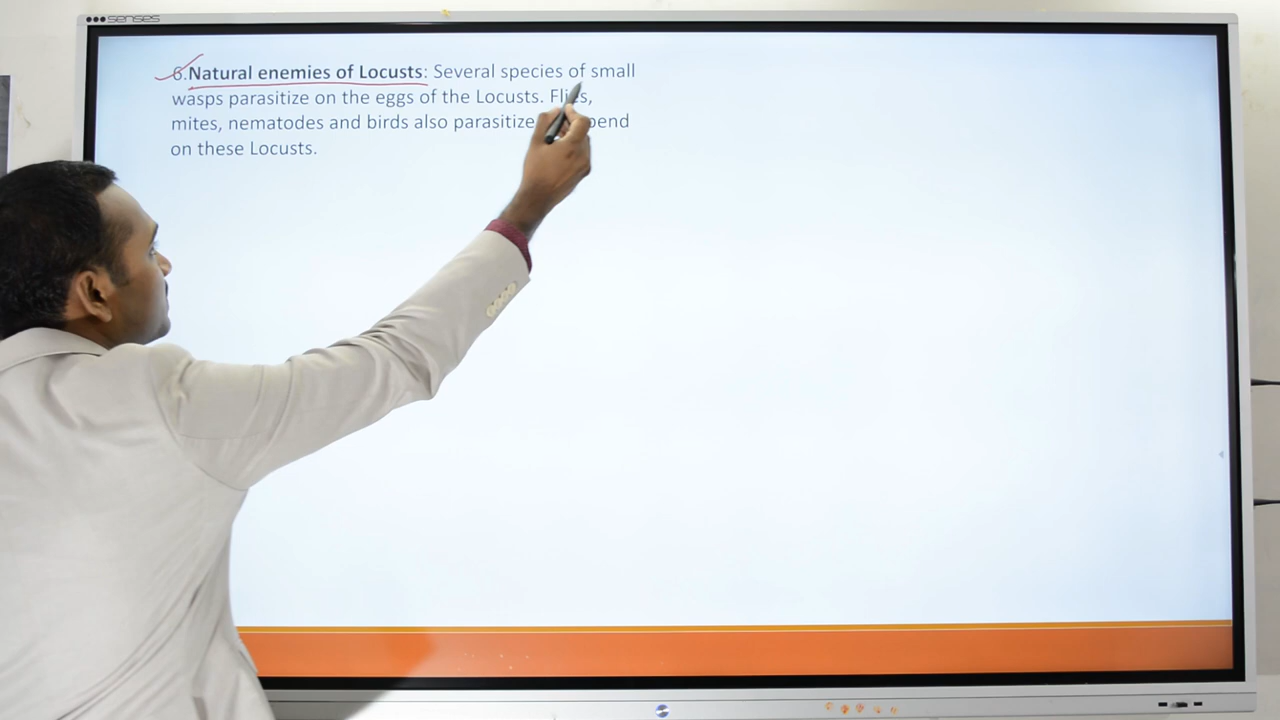 senses
6.Natural enemies of Locusts: Several species of small
wasps parasitize on the eggs of the Locusts. Flies,
mites, nematodes and birds also parasitize
on these Locusts.